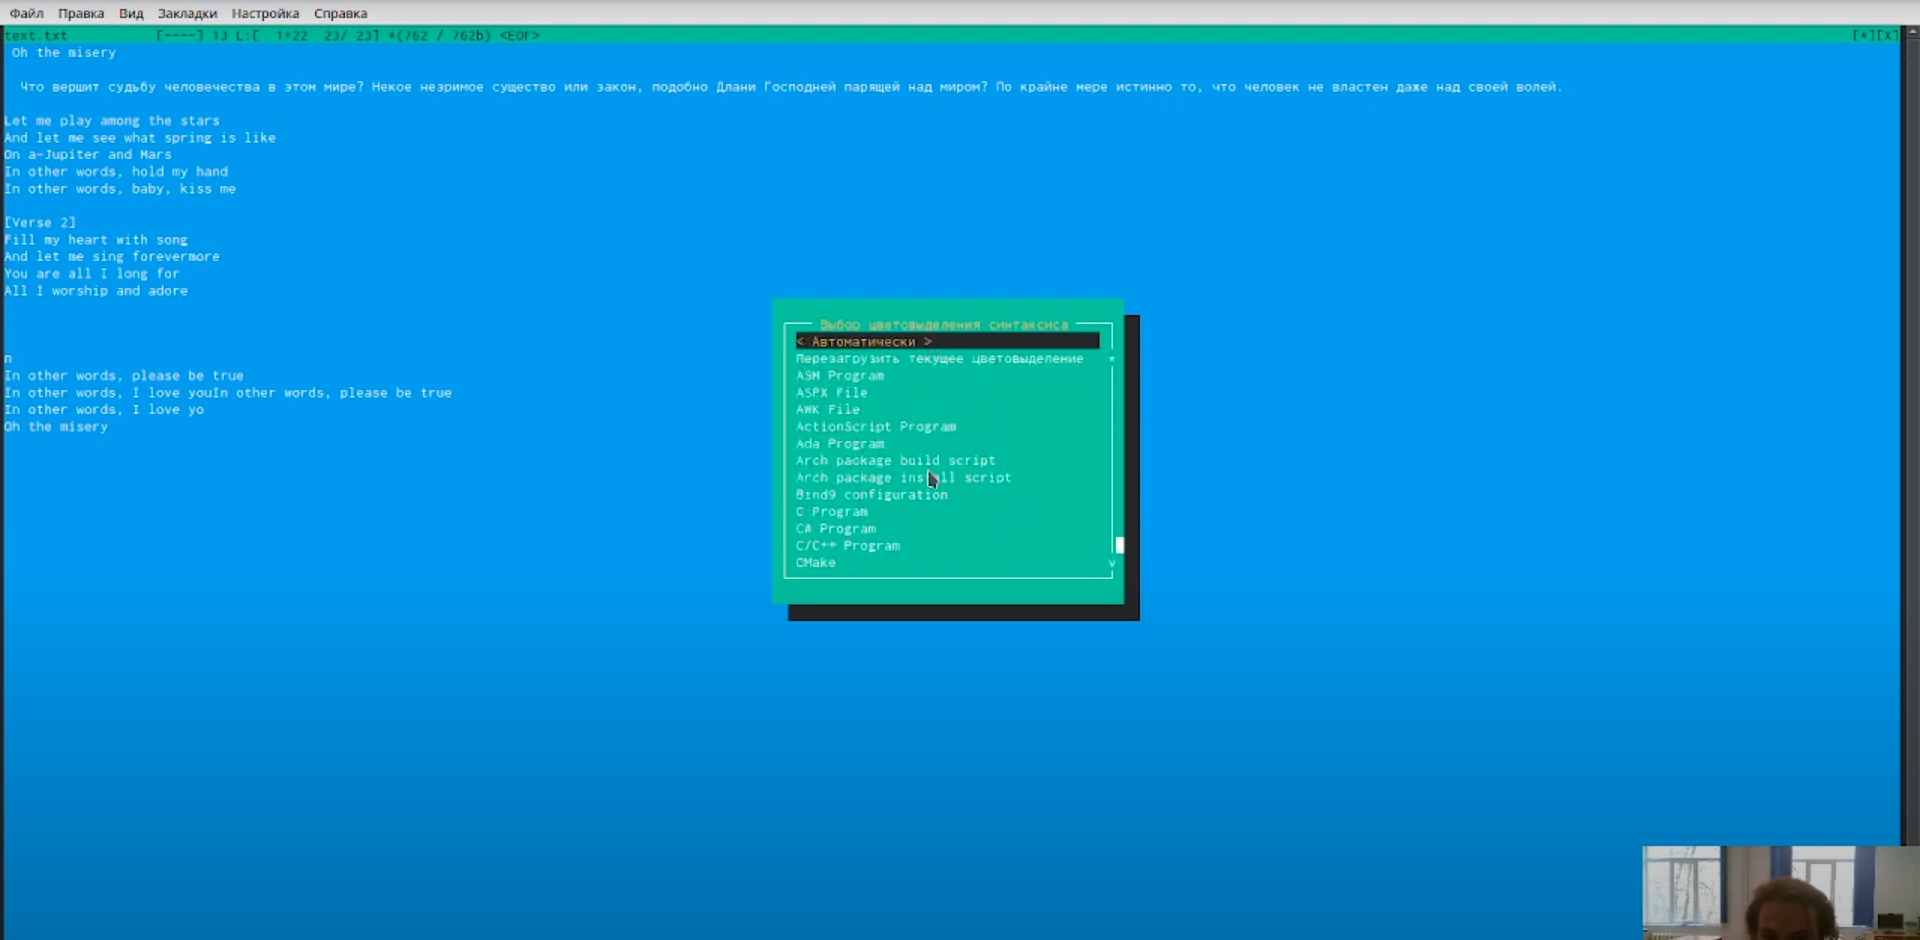 Файл Правка Вид Закладки Настройка Справка
text.txt [----] 13 L:[ 1+22 23/ 23] *(762 / 762b) <EOF> [*][X]
Oh the misery
Что вершит судьбу человечества в этом мире? Некое незримое существо или закон, подобно Длани Господней парящей над миром? По крайне мере истинно то, что человек не властен даже над своей волей.
Let me play among the stars
And let me see what spring is like
On a-Jupiter and Mars
In other words, hold my hand
In other words, baby, kiss me
[Verse 2]
Fill my heart with song
And let me sing forevermore
You are all I long for
All I worship and adore
n
In other words, please be true
In other words, I love youIn other words, please be true
In other words, I love yo
Oh the misery
Выбор цветовыделения синтаксиса
< Автоматически >
Перезагрузить текущее цветовыделение
ASM Program
ASPX File
AWK File
ActionScript Program
Ada Program
Arch package build script
Arch package install script
Bind9 configuration
C Program
C# Program
C/C++ Program
CMake